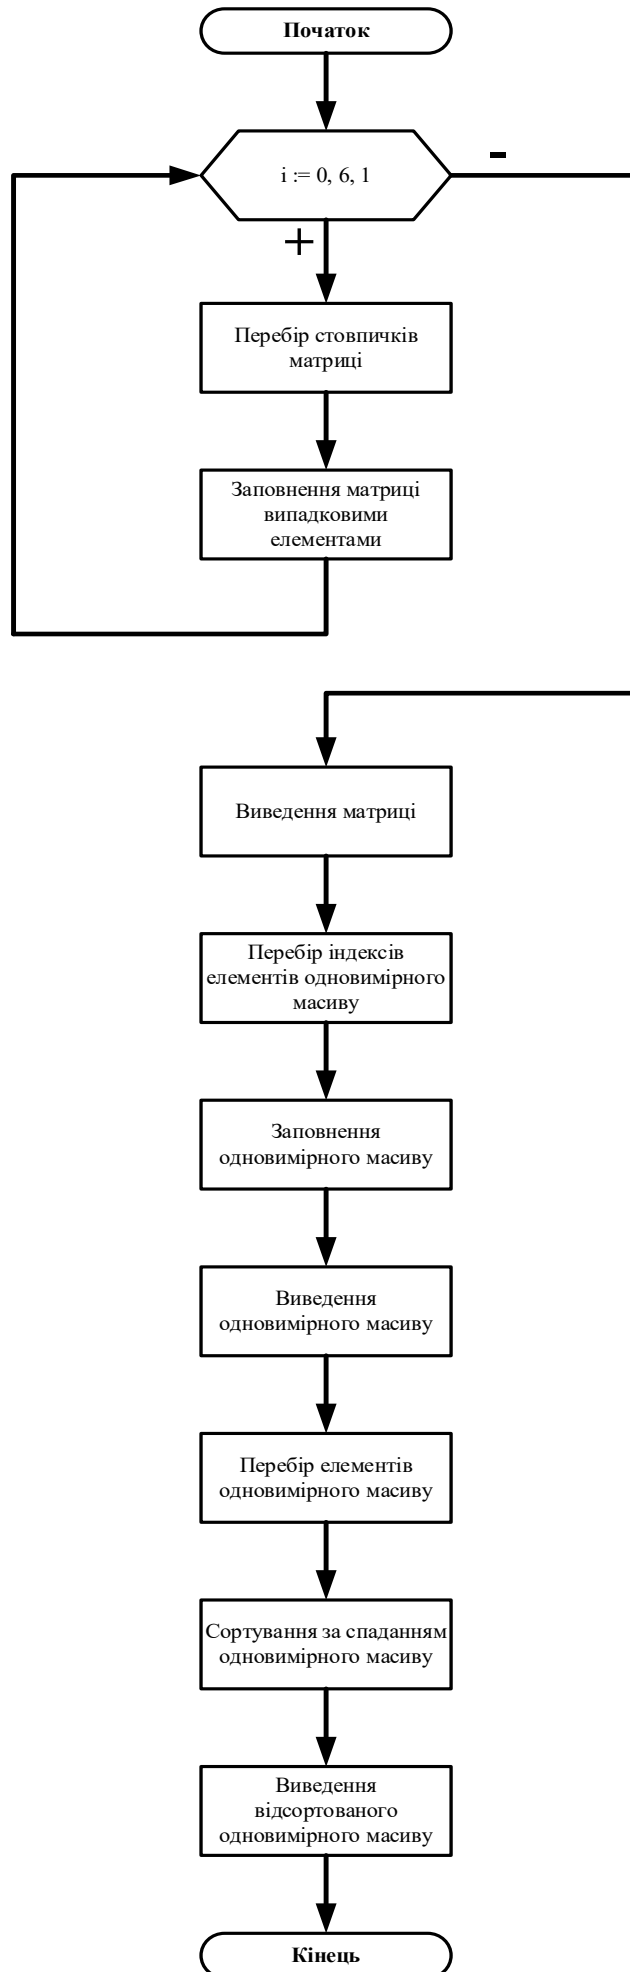 Початок
i := 0, 6, 1
-
+
Перебір стовпичків
матриці
Заповнення матриці
випадковими
елементами
Виведення матриці
Перебір індексів
елементів одновимірного
масиву
Заповнення
одновимірного масиву
Виведення
одновимірного масиву
Перебір елементів
одновимірного масиву
Сортування за спаданням
одновимірного масиву
Виведення
відсортованого
одновимірного масиву
Кінець